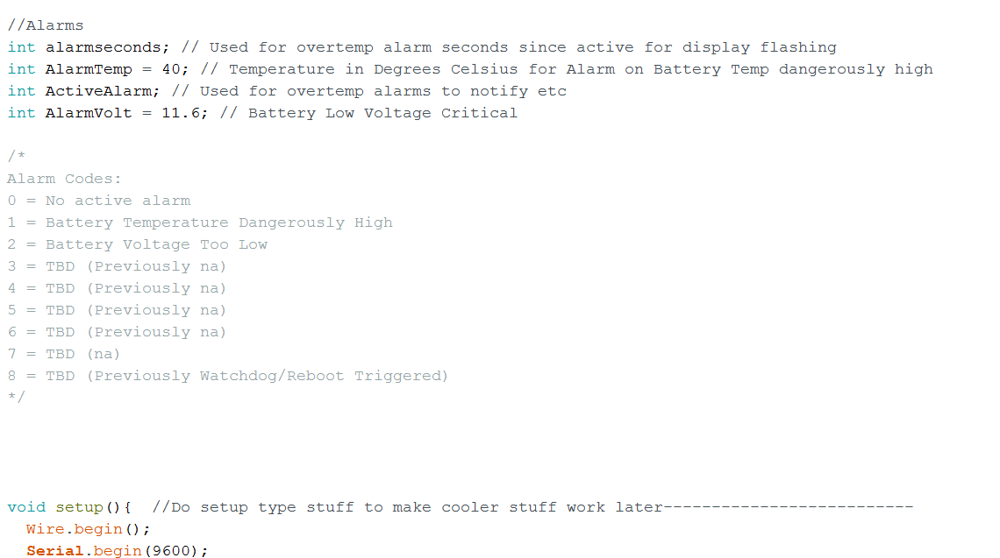 //Alarms
int alarmseconds; // Used for overtemp alarm seconds since active for display flashing
int AlarmTemp = 40; // Temperature in Degrees Celsius for Alarm on Battery Temp dangerously high
int ActiveAlarm; // Used for overtemp alarms to notify etc
int AlarmVolt = 11.6; // Battery Low Voltage Critical
/*
Alarm Codes:
0 = No active alarm
1 = Battery Temperature Dangerously High
2 = Battery Voltage Too Low
3 = TBD (Previously na)
4 = TBD (Previously na)
5 = TBD (Previously na)
6 = TBD (Previously na)
7 = TBD (na)
8 = TBD (Previously Watchdog/Reboot Triggered)
*/
void setup(){  //Do setup type stuff to make cooler stuff work later--------------------------
  Wire.begin();
  Serial.begin(9600);